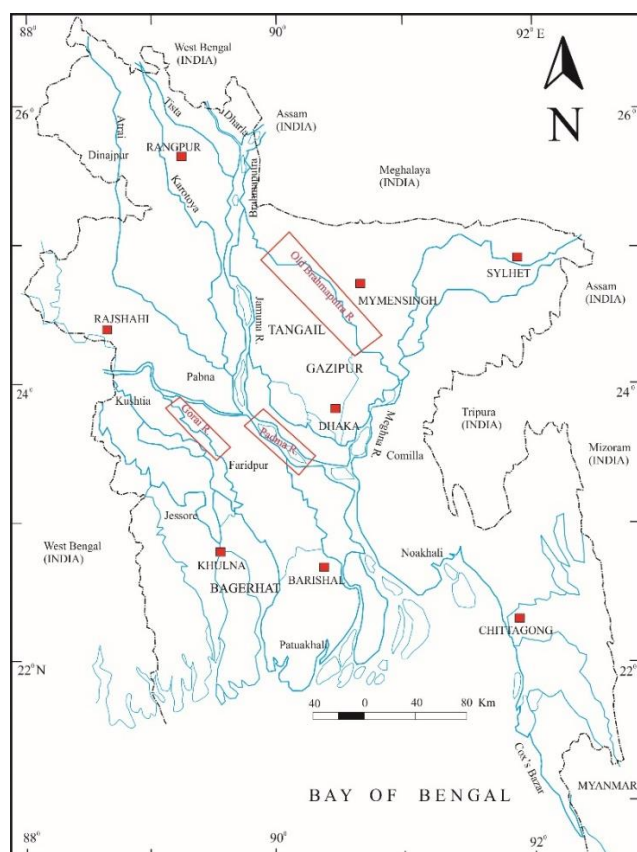 88°
90°
92° E
West Bengal
(INDIA)
N
26°
26°
Tista
Dharla
Assam
(INDIA)
Atrai
Dinajpur
RANGPUR
Karotoya
Brahmaputra
Meghalaya
(INDIA)
Old Brahmaputra R.
SYLHET
MYMENSINGH
Assam
(INDIA)
RAJSHAHI
Jamuna R.
TANGAIL
GAZIPUR
Pabna
24°
24°
Kushtia
Gorai R.
Padma R.
DHAKA
Meghna R.
Tripura
(INDIA)
Comilla
Mizoram
(INDIA)
Faridpur
Jessore
West Bengal
(INDIA)
KHULNA
BARISHAL
BAGERHAT
Noakhali
CHITTAGONG
Patuakhali
22°N
22°
40 0 40 80 Km
Cox's Bazar
MYANMAR
BAY OF BENGAL
88°
90°
92°